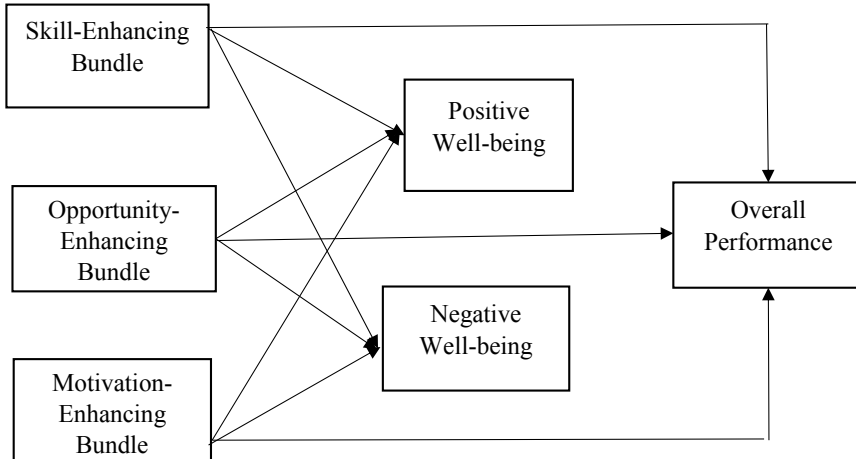 Skill-Enhancing
Bundle
Positive
Well-being
Opportunity-
Enhancing
Bundle
Overall
Performance
Negative
Well-being
Motivation-
Enhancing
Bundle